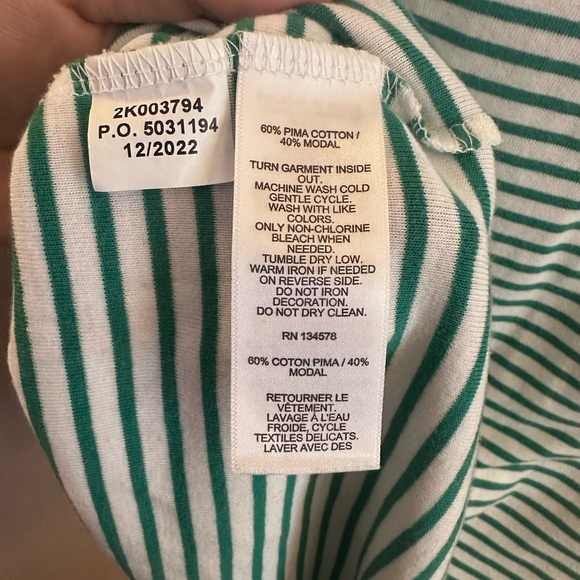 2K003794
P.O. 5031194
12/2022
60% PIMA COTTON /
40% MODAL
TURN GARMENT INSIDE
OUT.
MACHINE WASH COLD
GENTLE CYCLE.
WASH WITH LIKE
COLORS.
ONLY NON-CHLORINE
BLEACH WHEN
NEEDED.
TUMBLE DRY LOW.
WARM IRON IF NEEDED
ON REVERSE SIDE.
DO NOT IRON
DECORATION.
DO NOT DRY CLEAN.
RN 134578
60% COTON PIMA / 40%
MODAL
RETOURNER LE
VÊTEMENT.
LAVAGE À L'EAU
FROIDE, CYCLE
TEXTILES DELICATS.
LAVER AVEC DES